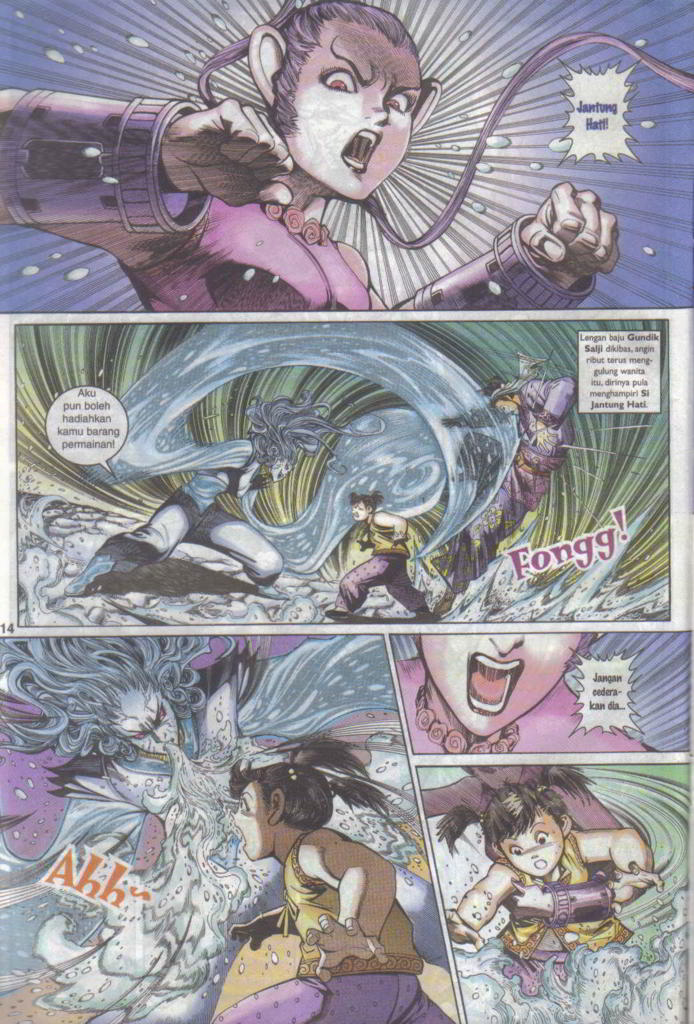 Jantung
Hati!
Lengan baju Gundik
Salji dikibas, angin
ribut terus meng-
gulung wanita
itu, dirinya pula
menghampiri Si
Jantung Hati.
Aku
pun boleh
hadiahkan
kamu barang
permainan!
Fongg!
14
Ahh~
Jangan
cedera-
kan dia...